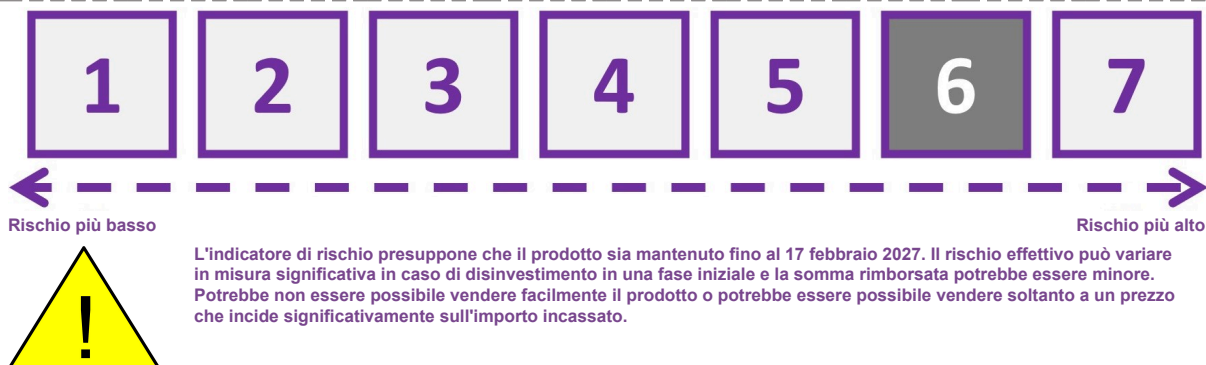 1 2 3 4 5 6 7
Rischio più basso Rischio più alto
L'indicatore di rischio presuppone che il prodotto sia mantenuto fino al 17 febbraio 2027. Il rischio effettivo può variare
in misura significativa in caso di disinvestimento in una fase iniziale e la somma rimborsata potrebbe essere minore.
Potrebbe non essere possibile vendere facilmente il prodotto o potrebbe essere possibile vendere soltanto a un prezzo
che incide significativamente sull'importo incassato.
!